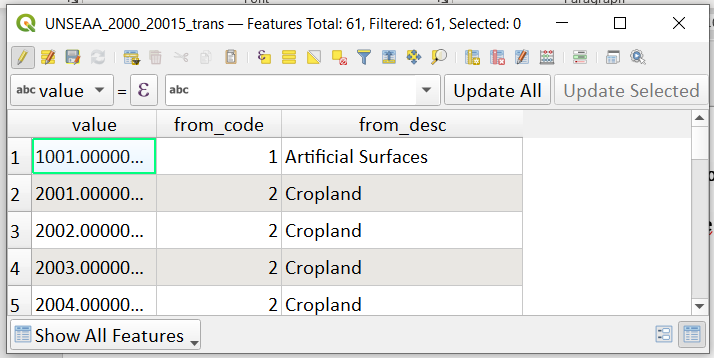 UNSEAA_2000_20015_trans — Features Total: 61, Filtered: 61, Selected: 0
abc value = ε abc Update All Update Selected
value from_code from_desc
1 1001.00000... 1 Artificial Surfaces
2 2001.00000... 2 Cropland
3 2002.00000... 2 Cropland
4 2003.00000... 2 Cropland
5 2004.00000... 2 Cropland
Show All Features